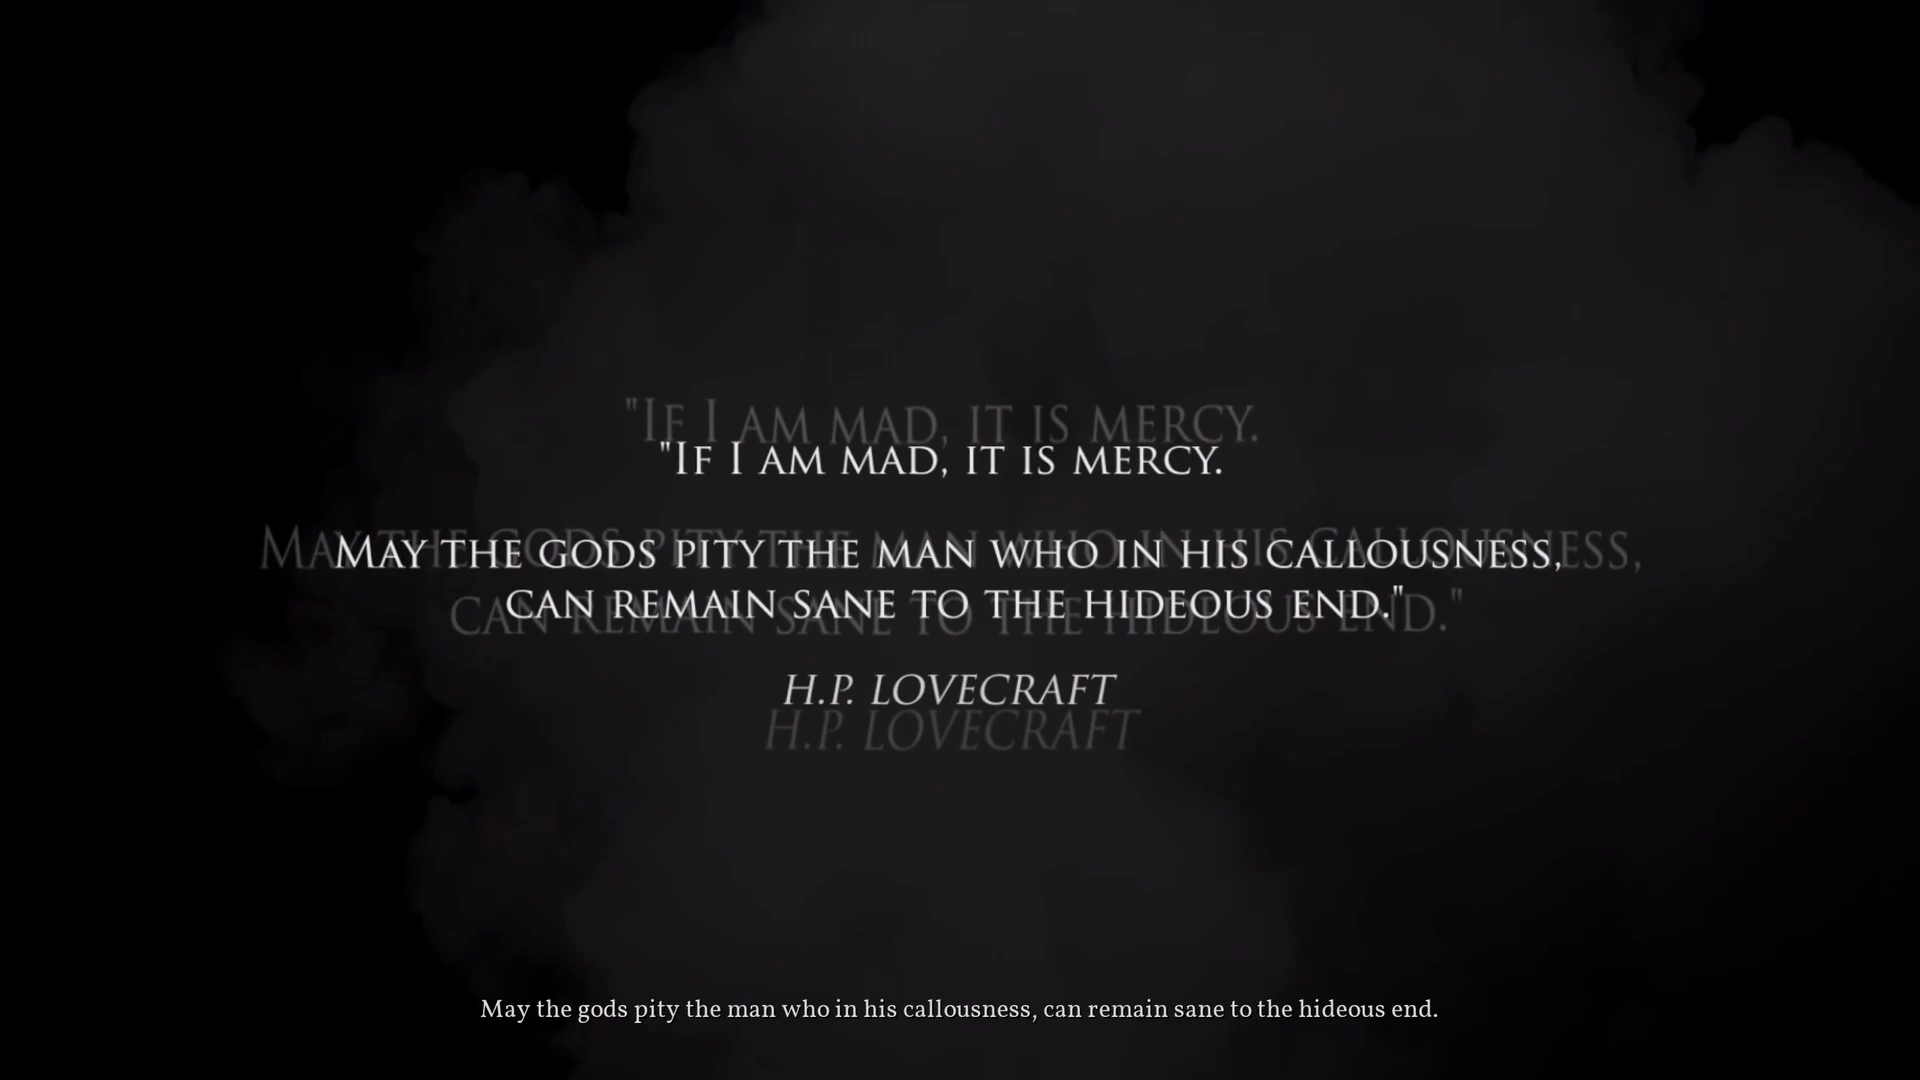 "If I am mad, it is mercy.
May the gods pity the man who in his callousness,
can remain sane to the hideous end."
H.P. Lovecraft
May the gods pity the man who in his callousness, can remain sane to the hideous end.